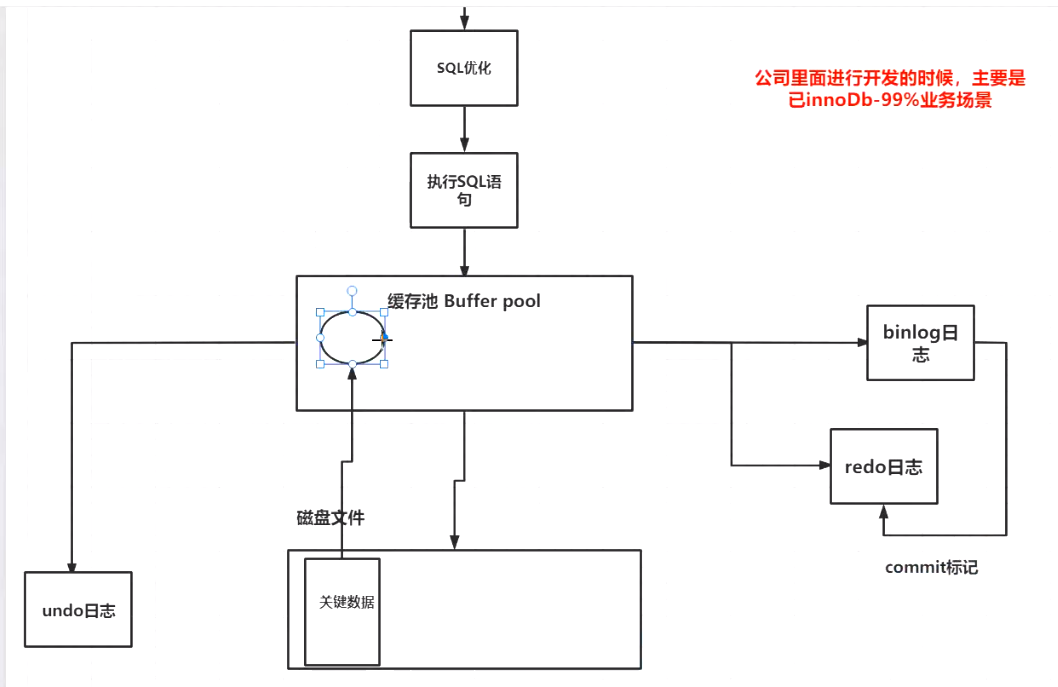 SQL优化
公司里面进行开发的时候，主要是
已innoDb-99%业务场景
执行SQL语
句
缓存池 Buffer pool
binlog日
志
redo日志
磁盘文件
commit标记
关键数据
undo日志